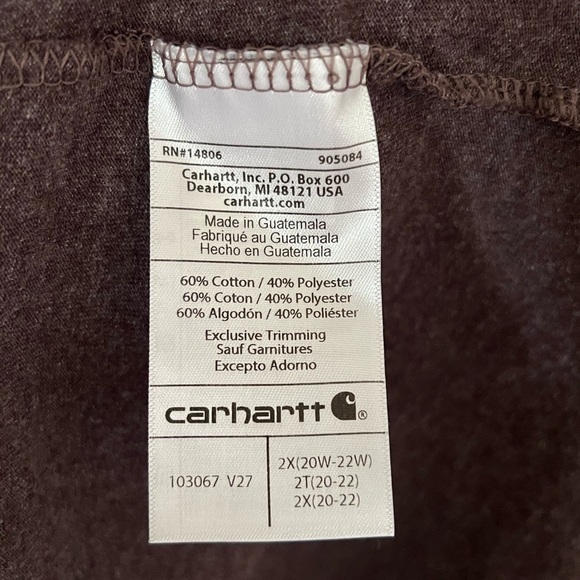 RN#14806 905084
Carhartt, Inc. P.O. Box 600
Dearborn, MI 48121 USA
carhartt.com
Made in Guatemala
Fabriqué au Guatemala
Hecho en Guatemala
60% Cotton / 40% Polyester
60% Coton / 40% Polyester
60% Algodón / 40% Poliéster
Exclusive Trimming
Sauf Garnitures
Excepto Adorno
carhartt ®
103067 V27
2X(20W-22W)
2T(20-22)
2X(20-22)